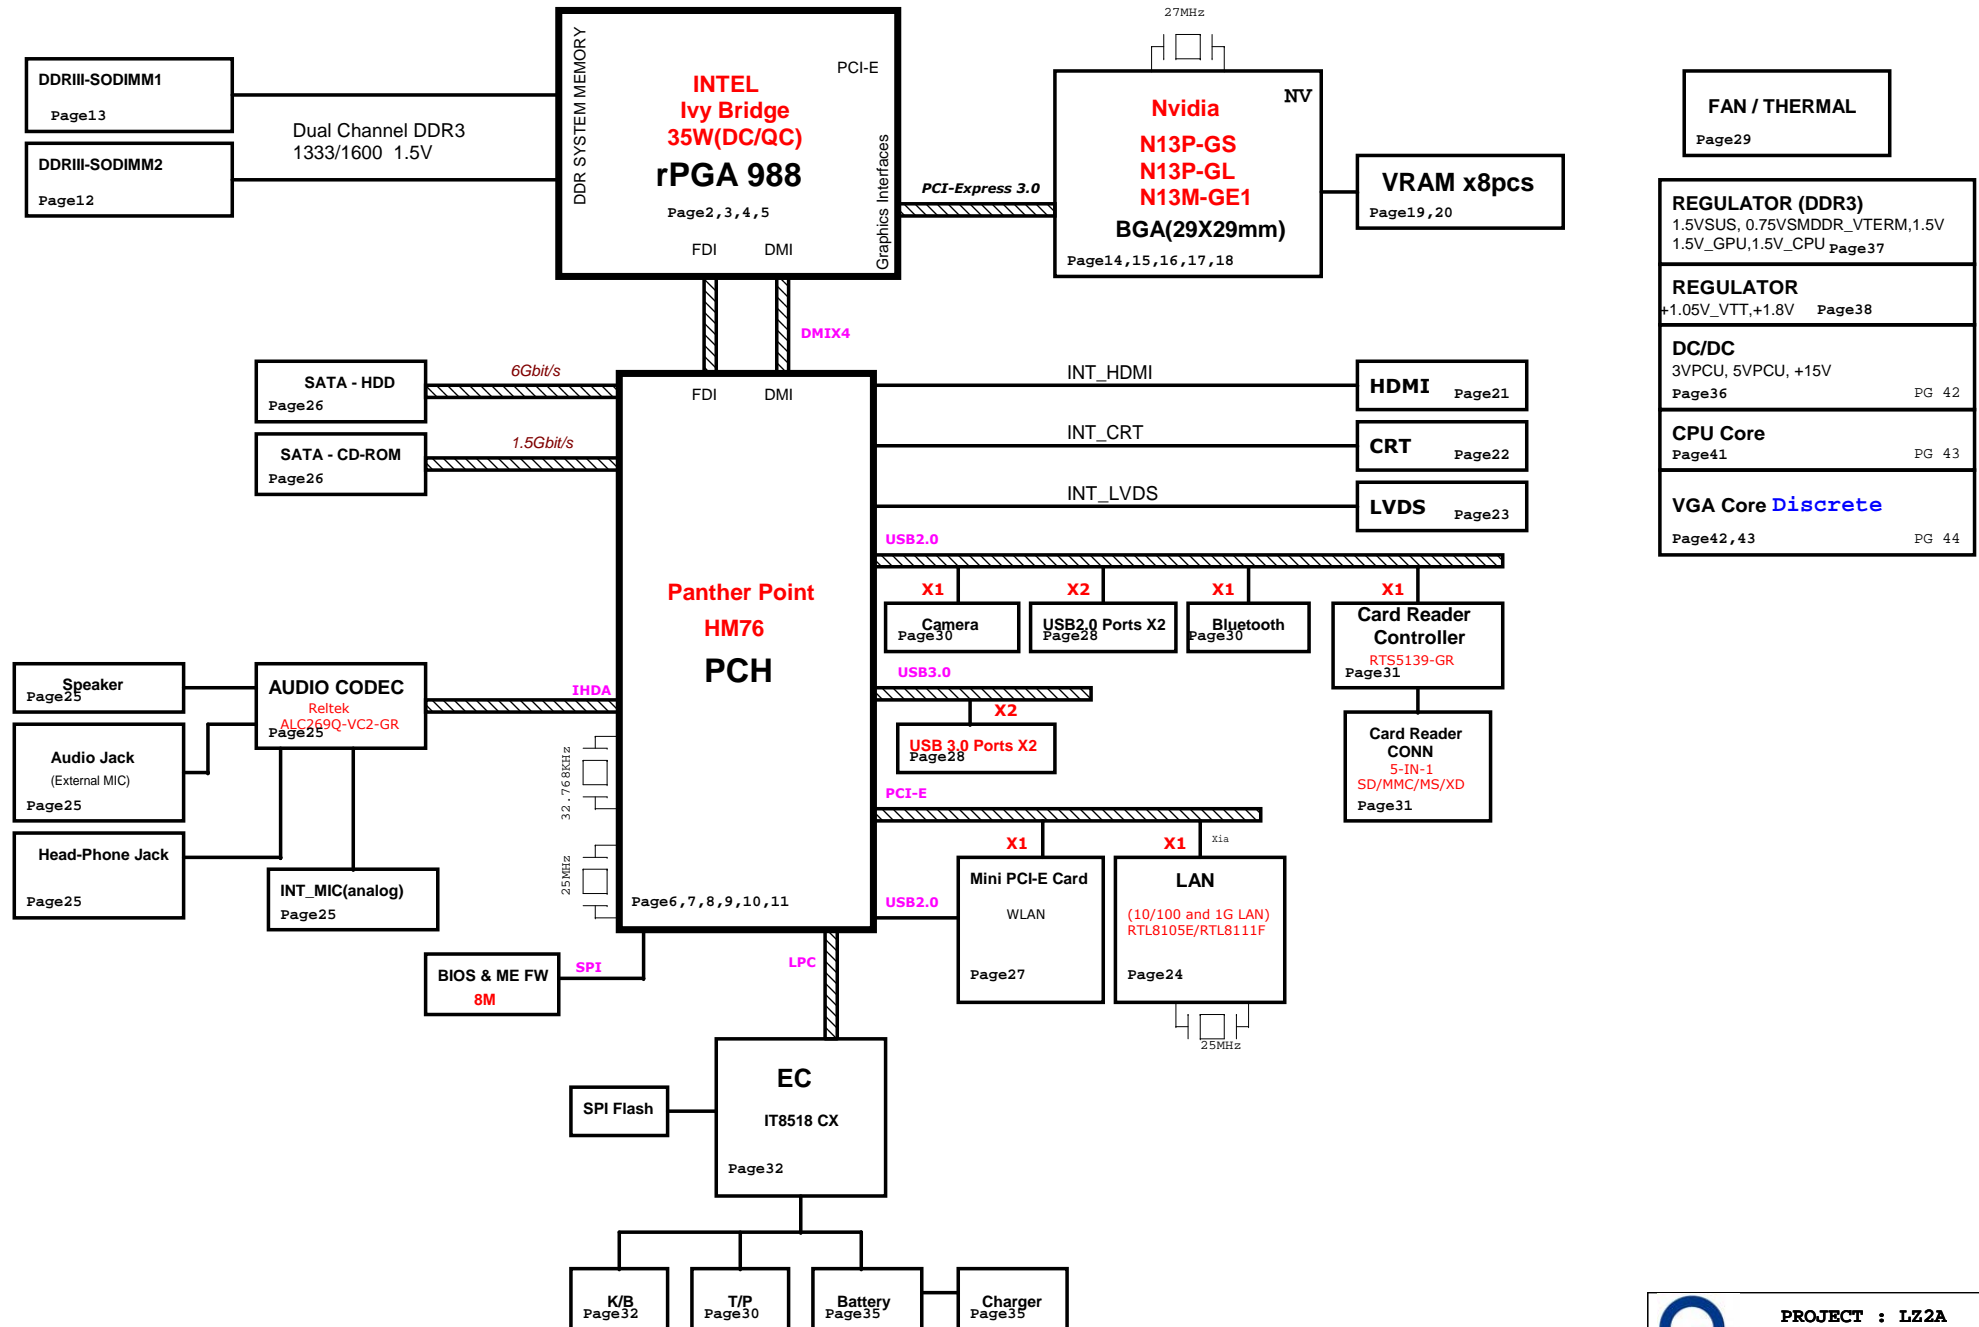 27MHz
DDRIII-SODIMM1
Page13
DDRIII-SODIMM2
Page12
Dual Channel DDR3
1333/1600 1.5V
DDR SYSTEM MEMORY
INTEL
Ivy Bridge
35W(DC/QC)
rPGA 988
Page2,3,4,5
PCI-E
Graphics Interfaces
FDI
DMI
PCI-Express 3.0
NV
Nvidia
N13P-GS
N13P-GL
N13M-GE1
BGA(29X29mm)
Page14,15,16,17,18
VRAM x8pcs
Page19,20
FAN / THERMAL
Page29
REGULATOR (DDR3)
1.5VSUS, 0.75VSMDDR_VTERM,1.5V
1.5V_GPU,1.5V_CPU Page37
REGULATOR
+1.05V_VTT,+1.8V Page38
DC/DC
3VPCU, 5VPCU, +15V
Page36 PG 42
CPU Core
Page41 PG 43
VGA Core Discrete
Page42,43 PG 44
DMIX4
SATA - HDD
Page26
6Gbit/s
SATA - CD-ROM
Page26
1.5Gbit/s
FDI
DMI
Panther Point
HM76
PCH
Page6,7,8,9,10,11
INT_HDMI
HDMI Page21
INT_CRT
CRT Page22
INT_LVDS
LVDS Page23
USB2.0
X1
X2
X1
X1
Camera
Page30
USB2.0 Ports X2
Page28
Bluetooth
Page30
Card Reader
Controller
RTS5139-GR
Page31
Card Reader
CONN
5-IN-1
SD/MMC/MS/XD
Page31
USB3.0
X2
USB 3.0 Ports X2
Page28
PCI-E
X1
X1
Xia
Mini PCI-E Card
WLAN
Page27
USB2.0
LAN
(10/100 and 1G LAN)
RTL8105E/RTL8111F
Page24
25MHz
Speaker
Page25
Audio Jack
(External MIC)
Page25
Head-Phone Jack
Page25
AUDIO CODEC
Reltek
ALC269Q-VC2-GR
Page25
IHDA
INT_MIC(analog)
Page25
32.768KHz
25MHz
BIOS & ME FW
8M
SPI
LPC
EC
IT8518 CX
Page32
SPI Flash
K/B
Page32
T/P
Page30
Battery
Page35
Charger
Page35
PROJECT : LZ2A